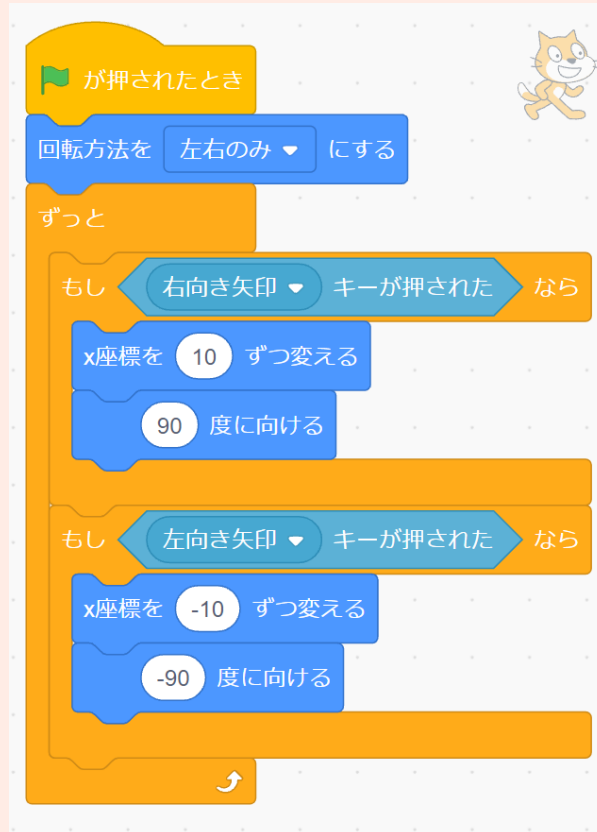 が押されたとき
回転方法を 左右のみ にする
ずっと
もし 右向き矢印 キーが押された なら
x座標を 10 ずつ変える
90 度に向ける
もし 左向き矢印 キーが押された なら
x座標を -10 ずつ変える
-90 度に向ける